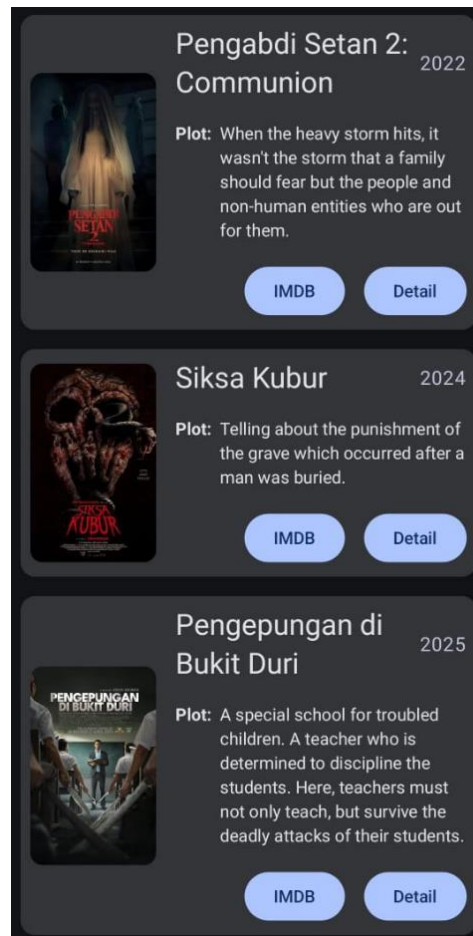 Pengabdi Setan 2:
Communion
2022
Plot: When the heavy storm hits, it
wasn't the storm that a family
should fear but the people and
non-human entities who are out
for them.
PENGABDI
SETAN
2
IMDB
Detail
Siksa Kubur
2024
Plot: Telling about the punishment of
the grave which occurred after a
man was buried.
SIKSA
KUBUR
IMDB
Detail
Pengepungan di
Bukit Duri
2025
Plot: A special school for troubled
children. A teacher who is
determined to discipline the
students. Here, teachers must
not only teach, but survive the
deadly attacks of their students.
PENGEPUNGAN
DI BUKIT DURI
IMDB
Detail